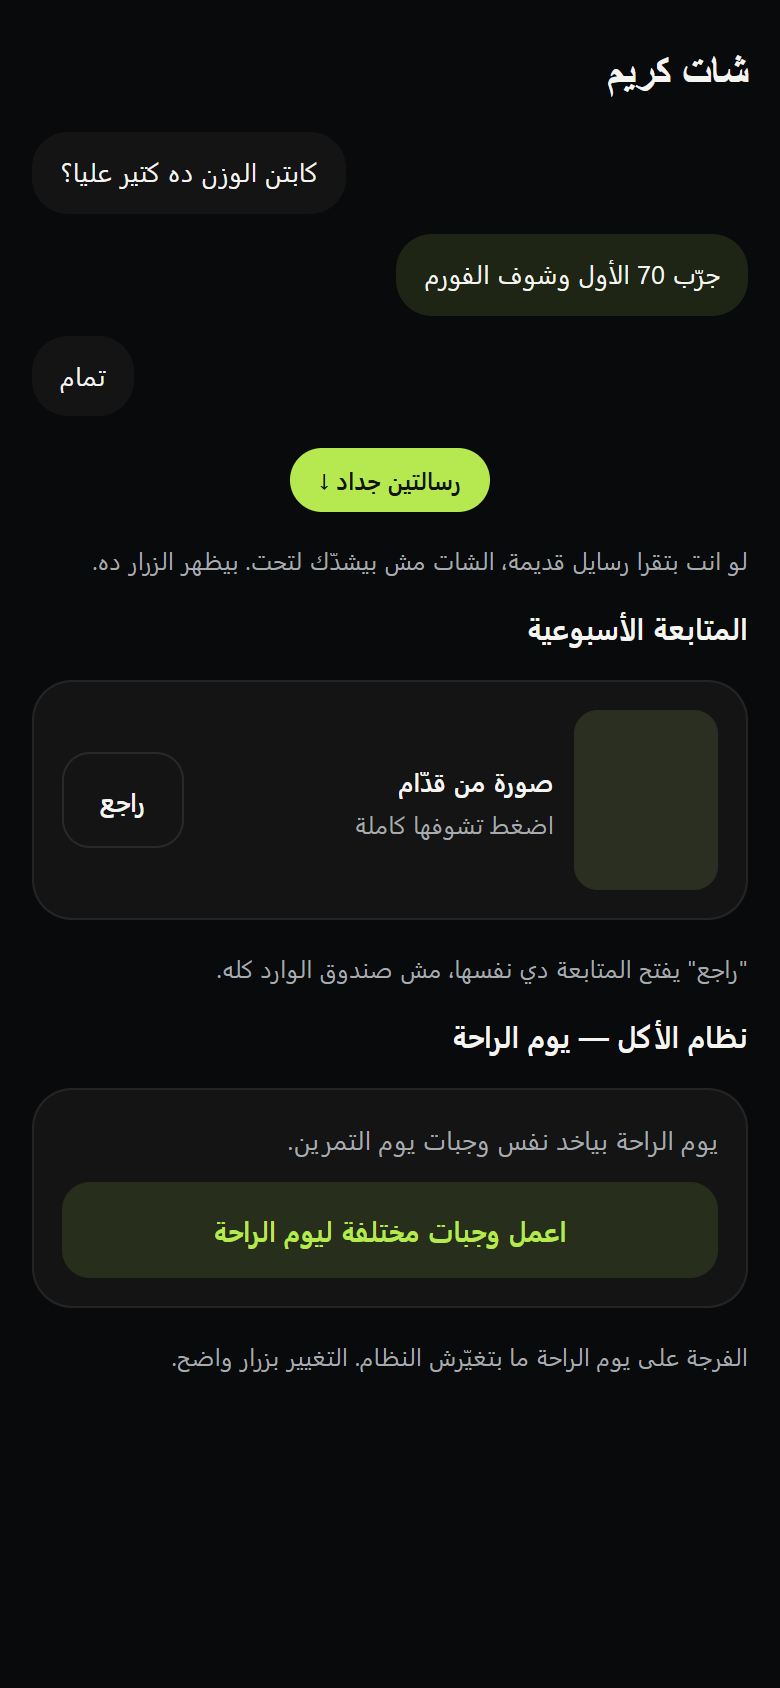 شات كريم
كابتن الوزن ده كتير عليا؟
جرّب 70 الأول وشوف الفورم
تمام
رسالتين جداد ↓
لو انت بتقرا رسايل قديمة، الشات مش بيشدّك لتحت. بيظهر الزرار ده.
المتابعة الأسبوعية
صورة من قدّام
اضغط تشوفها كاملة
راجع
"راجع" يفتح المتابعة دي نفسها، مش صندوق الوارد كله.
نظام الأكل — يوم الراحة
يوم الراحة بياخد نفس وجبات يوم التمرين.
اعمل وجبات مختلفة ليوم الراحة
الفرجة على يوم الراحة ما بتغيّرش النظام. التغيير بزرار واضح.